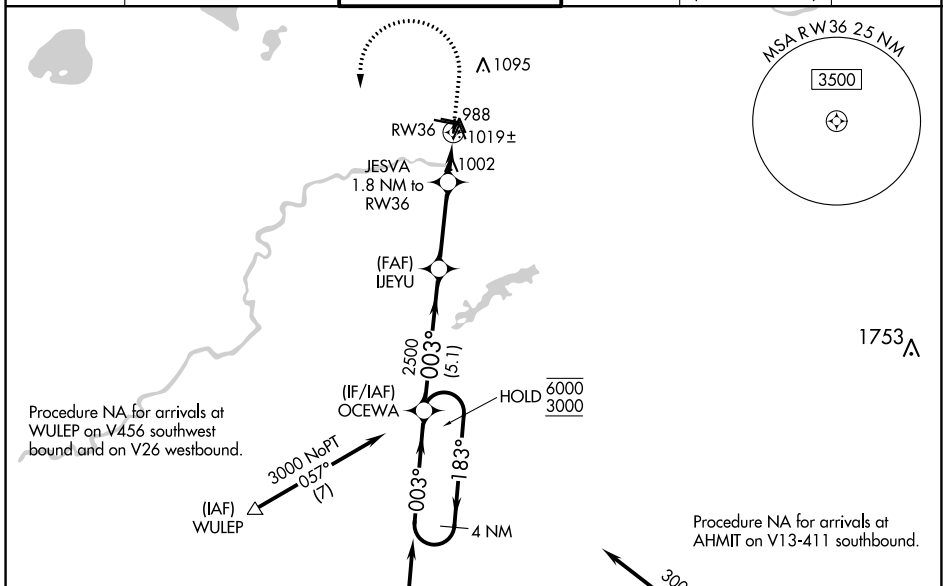 MSA RW36 25 NM
3500
1095
988
RW36
1019±
JESVA
1.8 NM to
RW36
1002
(FAF)
IJEYU
1753
2500
003°
(5.1)
(IF/IAF)
OCEWA
HOLD
6000
3000
Procedure NA for arrivals at
WULEP on V456 southwest
bound and on V26 westbound.
3000 NoPT
057°
(7)
003°
183°
(IAF)
WULEP
4 NM
Procedure NA for arrivals at
AHMIT on V13-411 southbound.